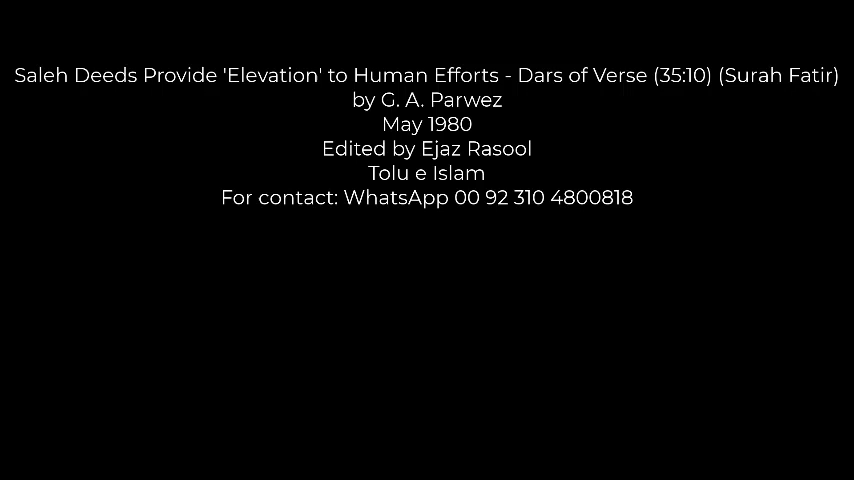 Saleh Deeds Provide 'Elevation' to Human Efforts - Dars of Verse (35:10) (Surah Fatir)
by G. A. Parwez
May 1980
Edited by Ejaz Rasool
Tolu e Islam
For contact: WhatsApp 00 92 310 4800818